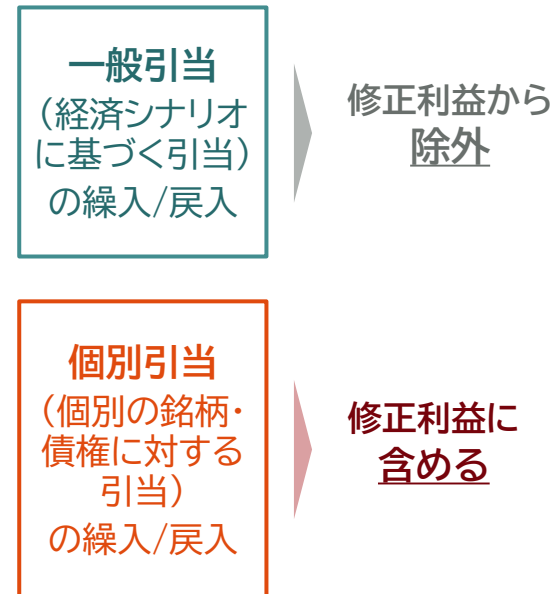 一般引当
(経済シナリオ
に基づく引当)
の繰入/戻入
修正利益から
除外
個別引当
(個別の銘柄・
債権に対する
引当)
の繰入/戻入
修正利益に
含める